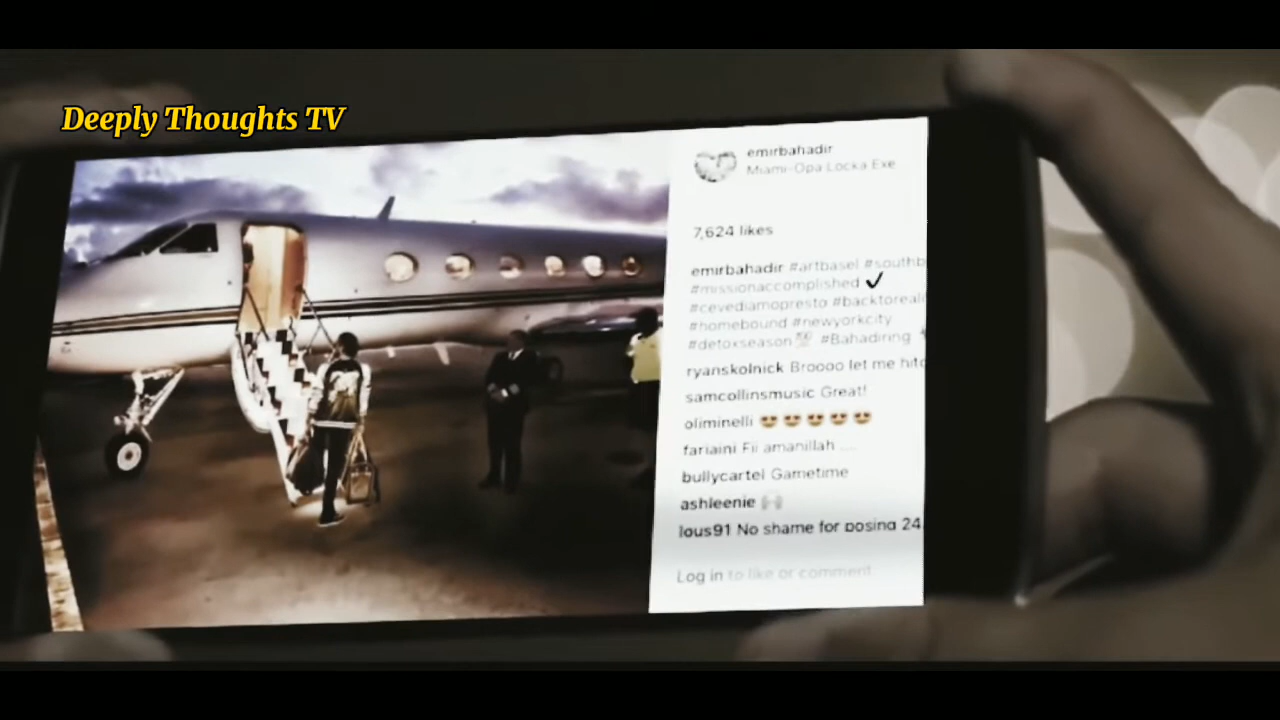 Deeply Thoughts TV
emirbahadir
Miami-Opa Locka Exe
7,624 likes
emirbahadir #artbasel #southb
#missionaccomplished ✔
#cevediamopresto #backtoreal
#homebound #newyorkcity
#detoxseason💯 #Bahadiring
ryanskolnick Broooo let me hitc
samcollinsmusic Great!
oliminelli 😍😍😍😍😍
fariaini Fii amanillah ....
bullycartel Gametime
ashleenie 🙌
lous91 No shame for posing 24
Log in to like or comment.